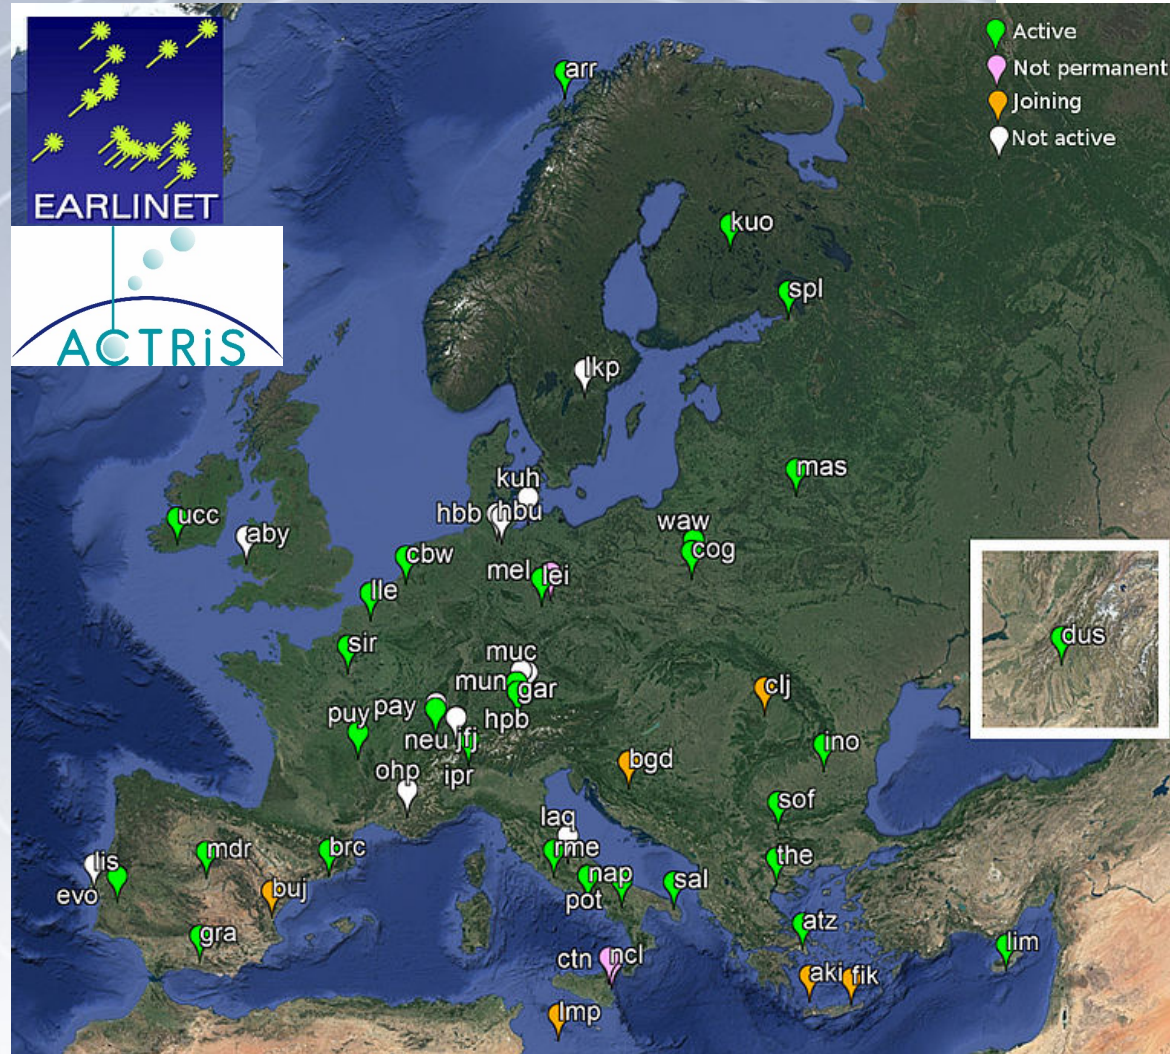 EARLINET
ACTRiS
Active
Not permanent
Joining
Not active
arr
kuo
spl
lkp
mas
kuh
hbb
hbu
ucc
aby
waw
cog
cbw
mel
lei
lle
dus
sir
muc
mun
gar
clj
puy
pay
hpb
neu
jfj
ino
bgd
ohp
ipr
sof
laq
lis
mdr
brc
rme
the
evo
buj
nap
sal
pot
gra
atz
lim
ctn
ncl
aki
fik
lmp